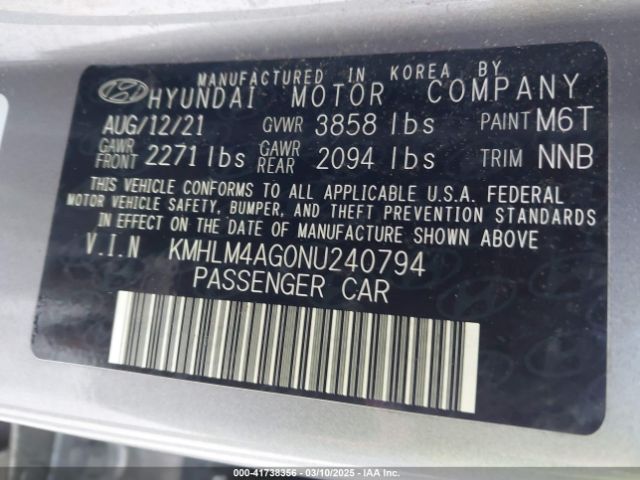 MANUFACTURED IN KOREA BY
HYUNDAI MOTOR COMPANY
AUG/12/21 GVWR 3858 lbs PAINT M6T
GAWR FRONT 2271 lbs GAWR REAR 2094 lbs TRIM NNB
THIS VEHICLE CONFORMS TO ALL APPLICABLE U.S.A. FEDERAL
MOTOR VEHICLE SAFETY, BUMPER, AND THEFT PREVENTION STANDARDS
IN EFFECT ON THE DATE OF MANUFACTURE SHOWN ABOVE
V.I.N KMHLM4AG0NU240794
PASSENGER CAR
000-41738356 - 03/10/2025 - IAA Inc.